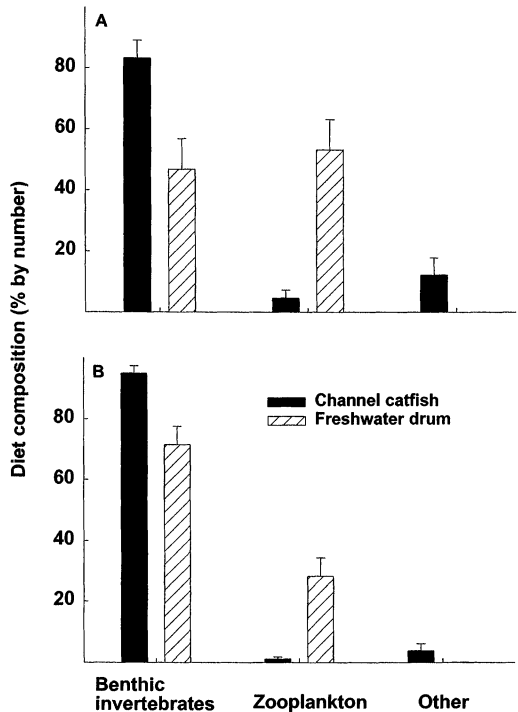 A
80
60
40
20
Diet composition (% by number)
B
Channel catfish
Freshwater drum
80
60
40
20
Benthic
invertebrates
Zooplankton
Other